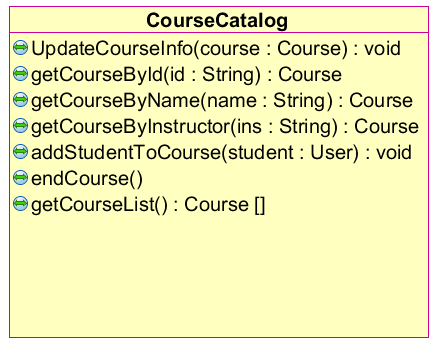 CourseCatalog
UpdateCourseInfo(course : Course) : void
getCourseById(id : String) : Course
getCourseByName(name : String) : Course
getCourseByInstructor(ins : String) : Course
addStudentToCourse(student : User) : void
endCourse()
getCourseList() : Course []